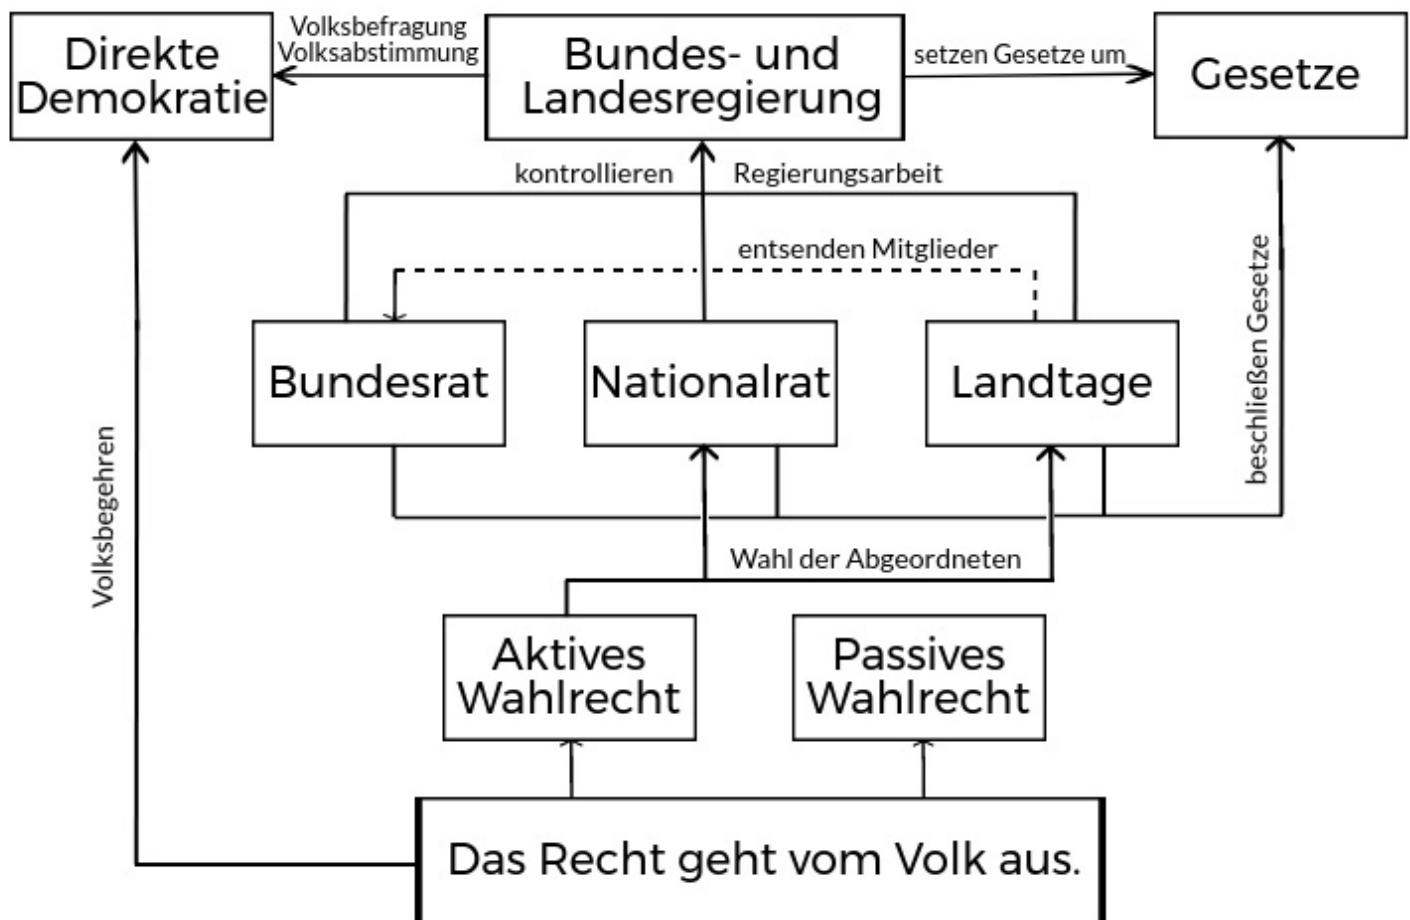 Direkte
Demokratie
Volksbefragung
Volksabstimmung
Bundes- und
Landesregierung
setzen Gesetze um
Gesetze
kontrollieren Regierungsarbeit
entsenden Mitglieder
Bundesrat
Nationalrat
Landtage
beschließen Gesetze
Volksbegehren
Wahl der Abgeordneten
Aktives
Wahlrecht
Passives
Wahlrecht
Das Recht geht vom Volk aus.